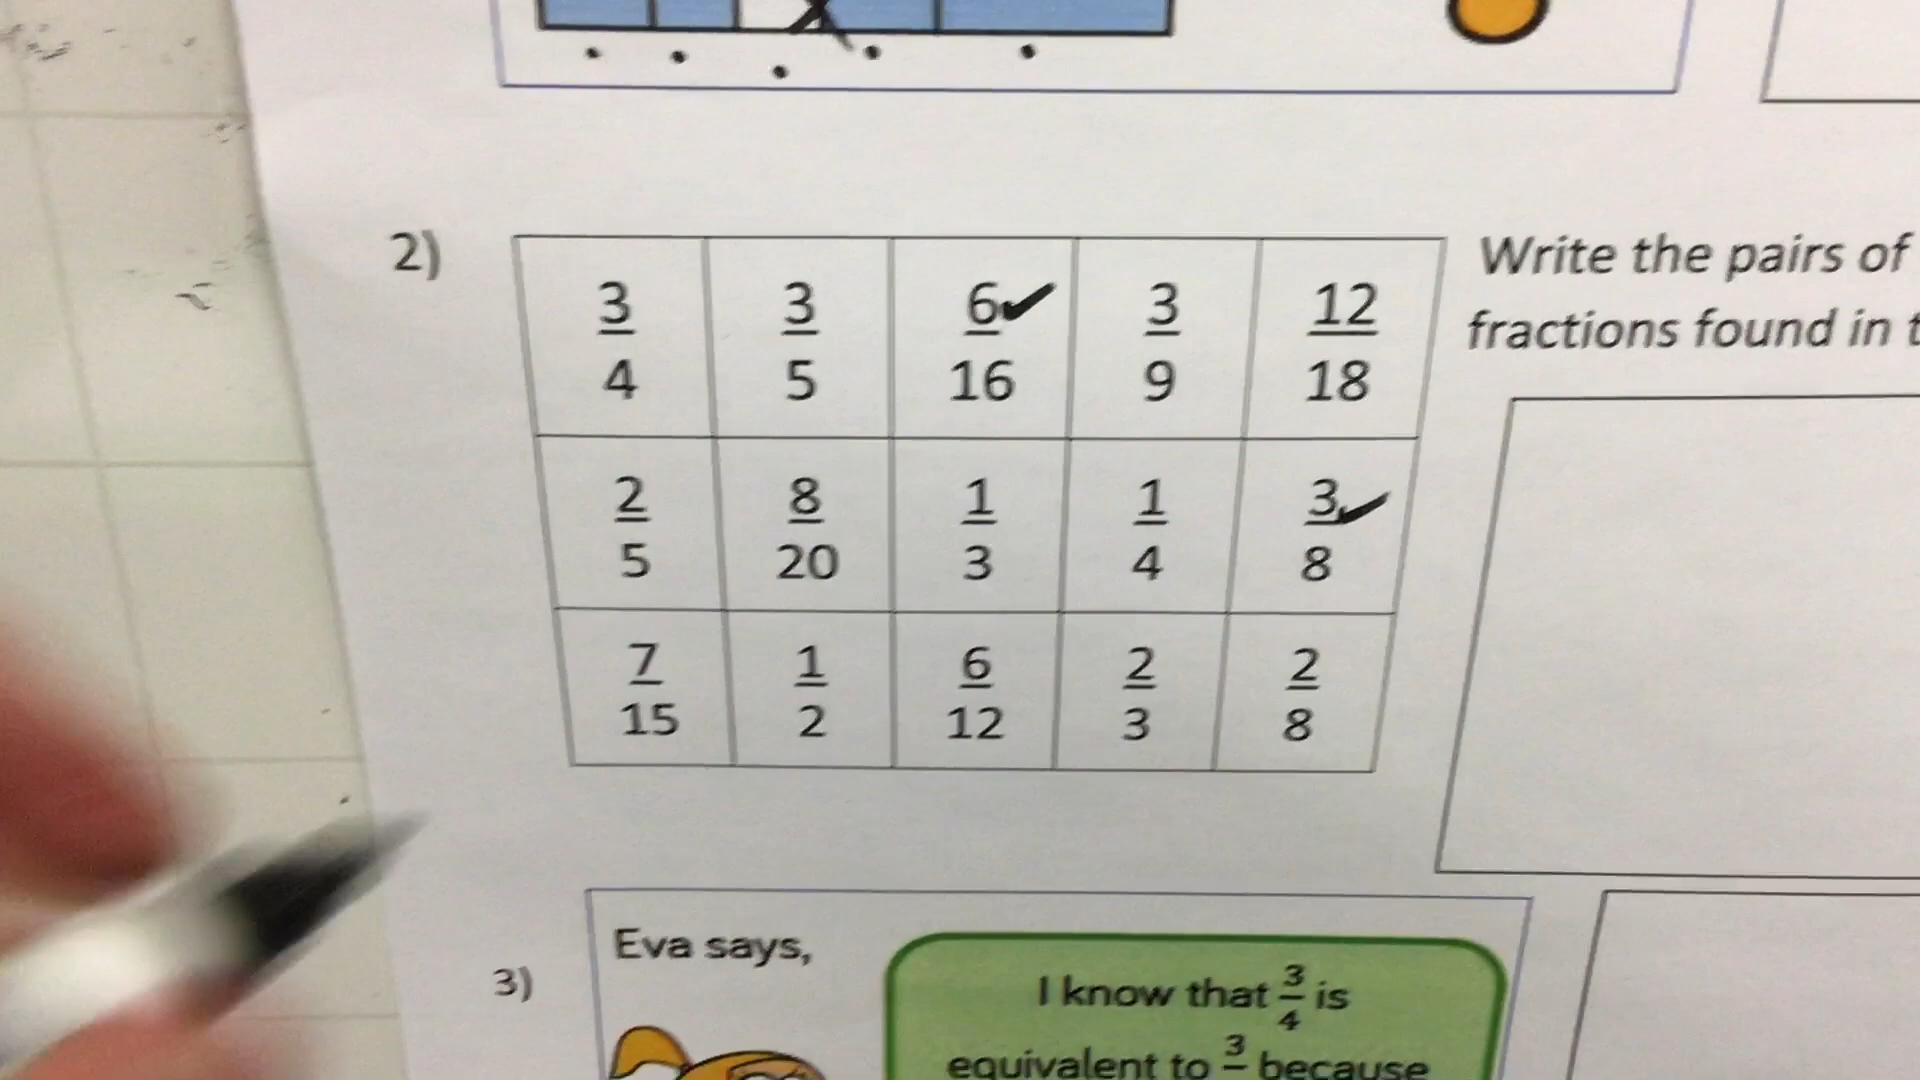 2)
3/4 3/5 6/16 3/9 12/18
2/5 8/20 1/3 1/4 3/8
7/15 1/2 6/12 2/3 2/8
Write the pairs of
fractions found in t
3)
Eva says,
I know that 3/4 is
equivalent to 3 because